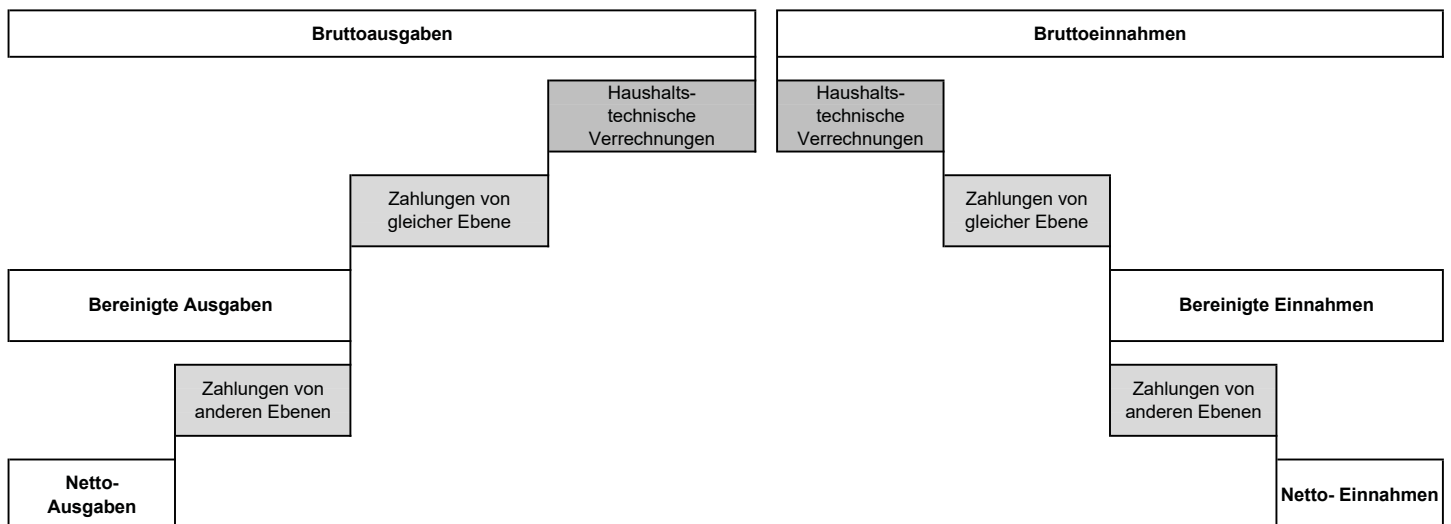 Bruttoausgaben
Bruttoeinnahmen
Haushalts-
technische
Verrechnungen
Haushalts-
technische
Verrechnungen
Zahlungen von
gleicher Ebene
Zahlungen von
gleicher Ebene
Bereinigte Ausgaben
Bereinigte Einnahmen
Zahlungen von
anderen Ebenen
Zahlungen von
anderen Ebenen
Netto-
Ausgaben
Netto- Einnahmen